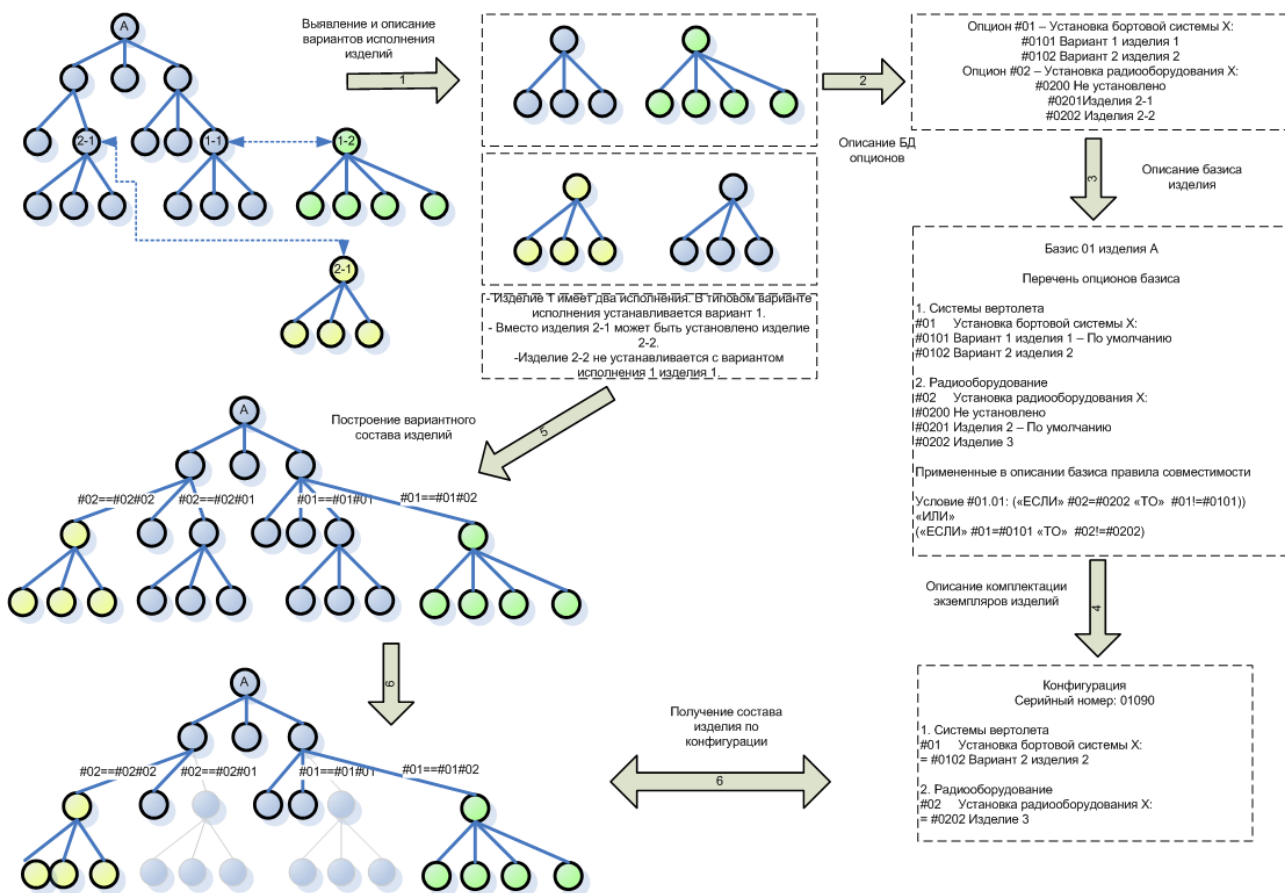 A
2-1
1-1
1-2
2-1
Выявление и описание
вариантов исполнения
изделий
1
2
Описание БД
опционов
Опцион #01 – Установка бортовой системы X:
#0101 Вариант 1 изделия 1
#0102 Вариант 2 изделия 2
Опцион #02 – Установка радиооборудования X:
#0200 Не установлено
#0201Изделия 2-1
#0202 Изделия 2-2
3
Описание базиса
изделия
- Изделие 1 имеет два исполнения. В типовом варианте
исполнения устанавливается вариант 1.
- Вместо изделия 2-1 может быть установлено изделие
2-2.
-Изделие 2-2 не устанавливается с вариантом
исполнения 1 изделия 1.
Базис 01 изделия А
Перечень опционов базиса
1. Системы вертолета
#01 Установка бортовой системы X:
#0101 Вариант 1 изделия 1 – По умолчанию
#0102 Вариант 2 изделия 2
2. Радиооборудование
#02 Установка радиооборудования X:
#0200 Не установлено
#0201 Изделия 2 – По умолчанию
#0202 Изделие 3
Примененные в описании базиса правила совместимости
Условие #01.01: («ЕСЛИ» #02=#0202 «ТО» #01!=#0101))
«ИЛИ»
(«ЕСЛИ» #01=#0101 «ТО» #02!=#0202)
5
Построение вариантного
состава изделий
A
#02==#02#02
#02==#02#01
#01==#01#01
#01==#01#02
Описание комплектации
экземпляров изделий
4
6
A
#02==#02#02
#02==#02#01
#01==#01#01
#01==#01#02
Получение состава
изделия по
конфигурации
6
Конфигурация
Серийный номер: 01090
1. Системы вертолета
#01 Установка бортовой системы X:
= #0102 Вариант 2 изделия 2
2. Радиооборудование
#02 Установка радиооборудования X:
= #0202 Изделие 3